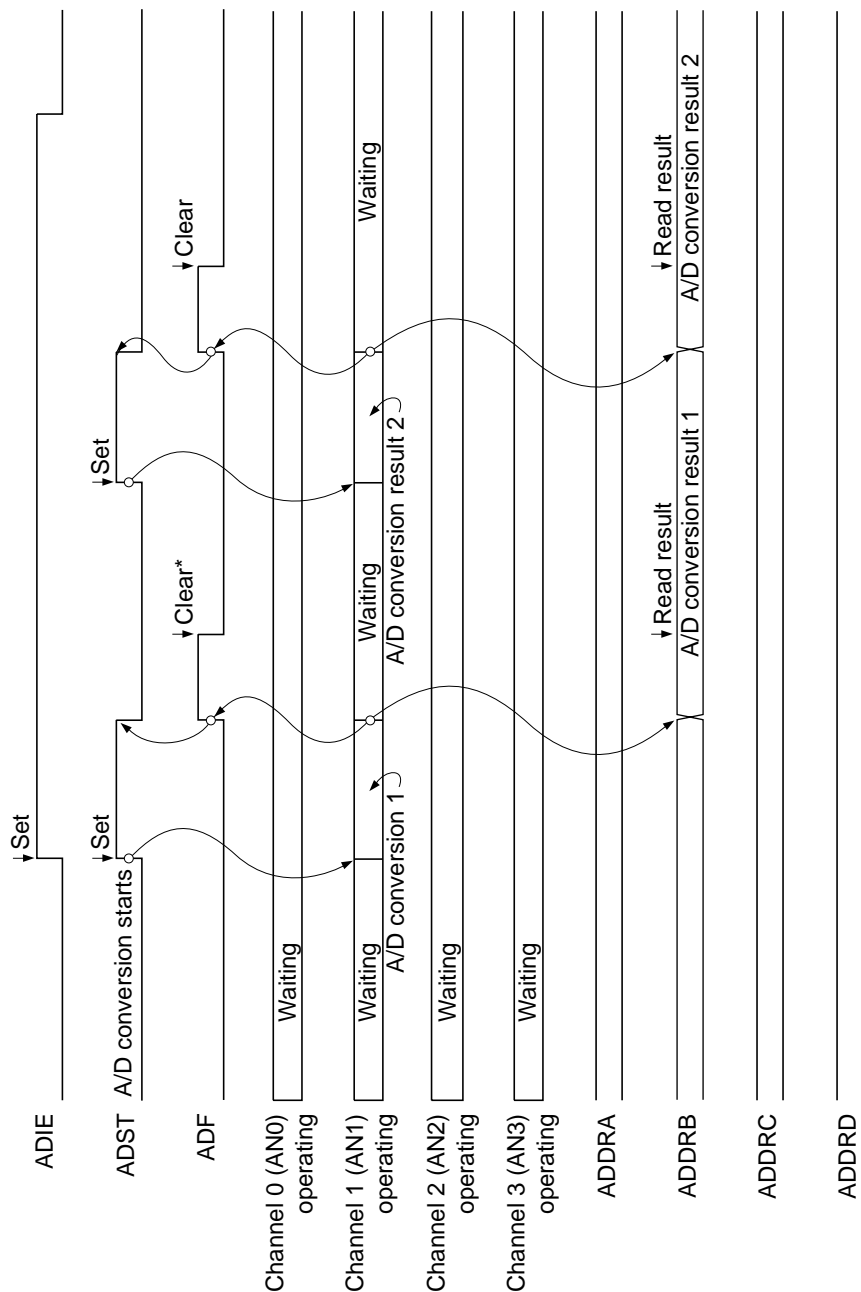 ADIE
Set
ADST
A/D conversion starts
Set
Set
ADF
Clear*
Clear
Channel 0 (AN0)
operating
Waiting
Channel 1 (AN1)
operating
Waiting
A/D conversion 1
Waiting
A/D conversion result 2
Waiting
Channel 2 (AN2)
operating
Waiting
Channel 3 (AN3)
operating
Waiting
ADDRA
ADDRB
Read result
A/D conversion result 1
Read result
A/D conversion result 2
ADDRC
ADDRD